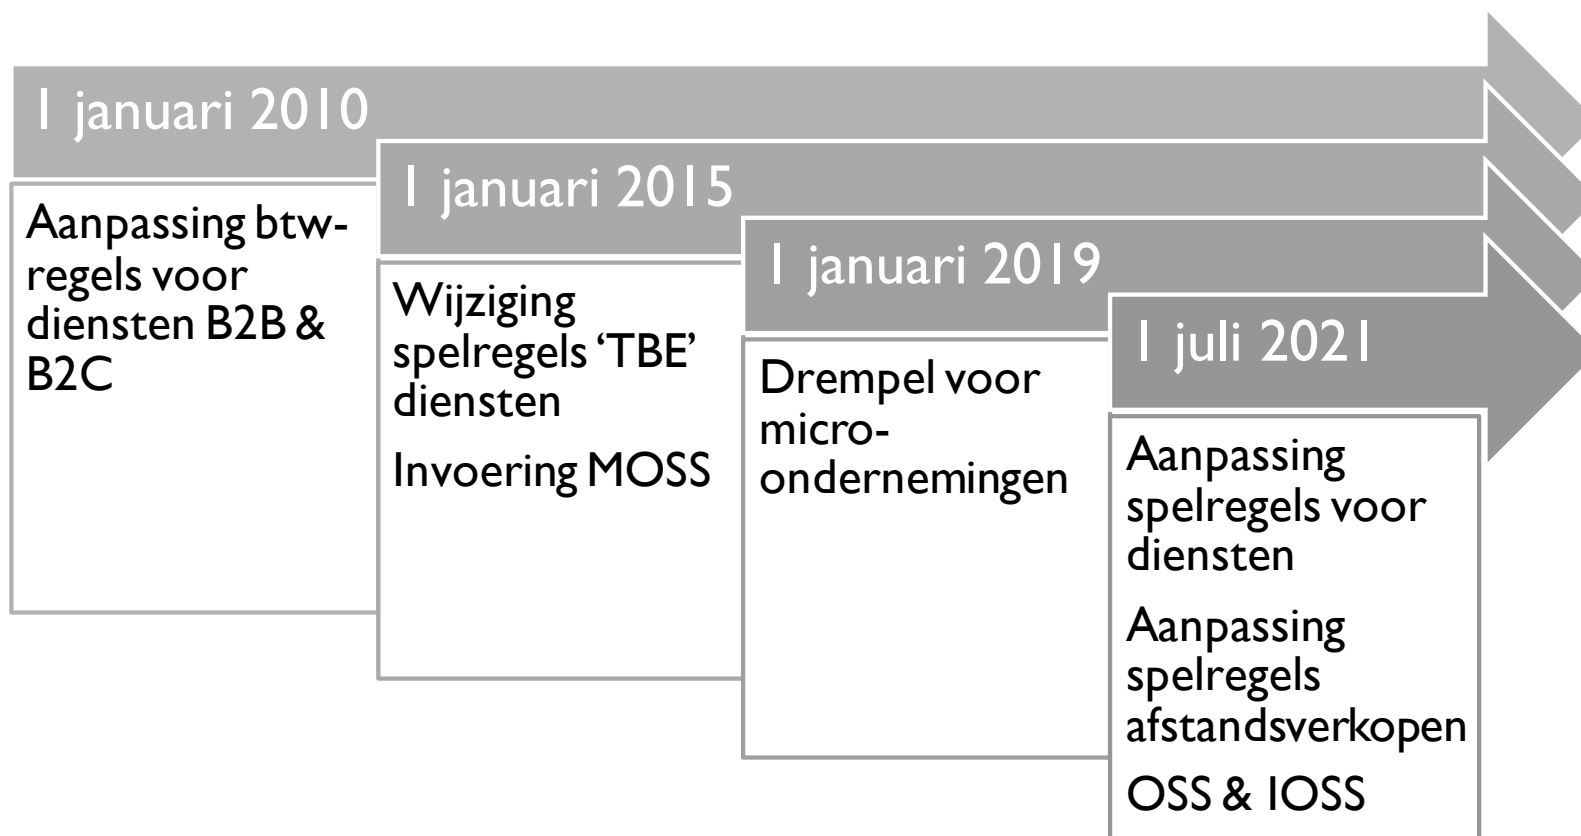 1 januari 2010
Aanpassing btw-
regels voor
diensten B2B &
B2C
1 januari 2015
Wijziging
spelregels ‘TBE’
diensten
Invoering MOSS
1 januari 2019
Drempel voor
micro-
ondernemingen
1 juli 2021
Aanpassing
spelregels voor
diensten
Aanpassing
spelregels
afstandsverkopen
OSS & IOSS